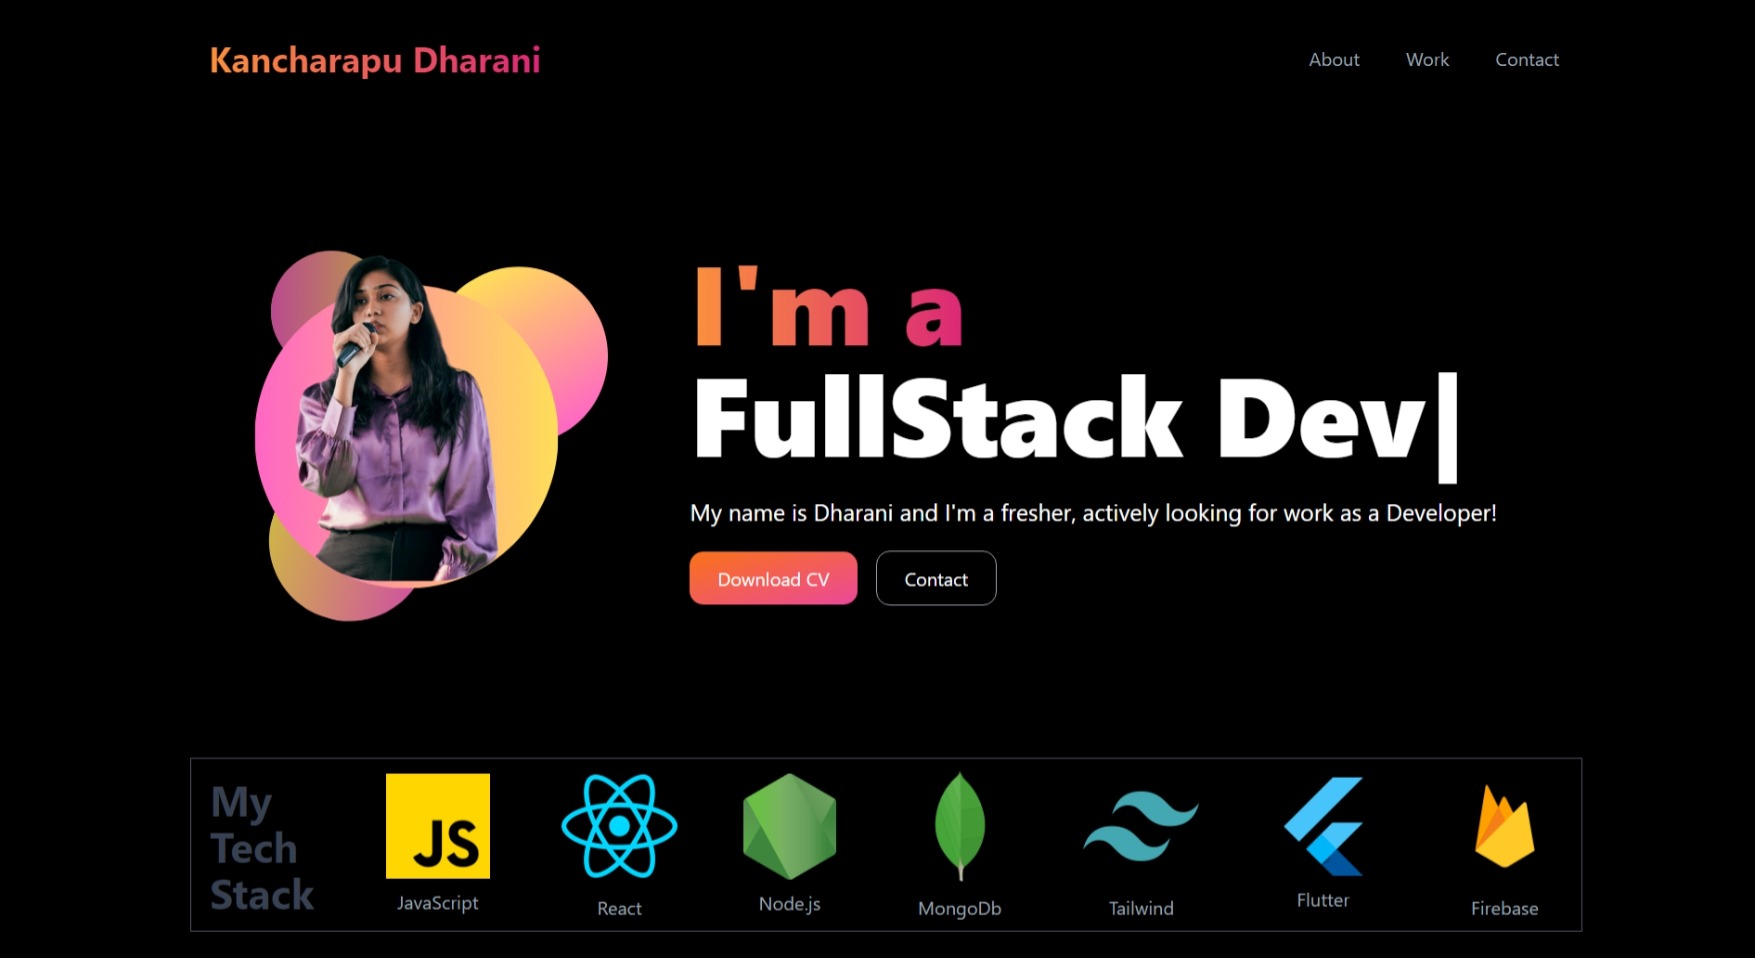 Kancharapu Dharani
About
Work
Contact
I'm a
FullStack Dev|
My name is Dharani and I'm a fresher, actively looking for work as a Developer!
Download CV
Contact
My
Tech
Stack
JS
JavaScript
React
Node.js
MongoDb
Tailwind
Flutter
Firebase